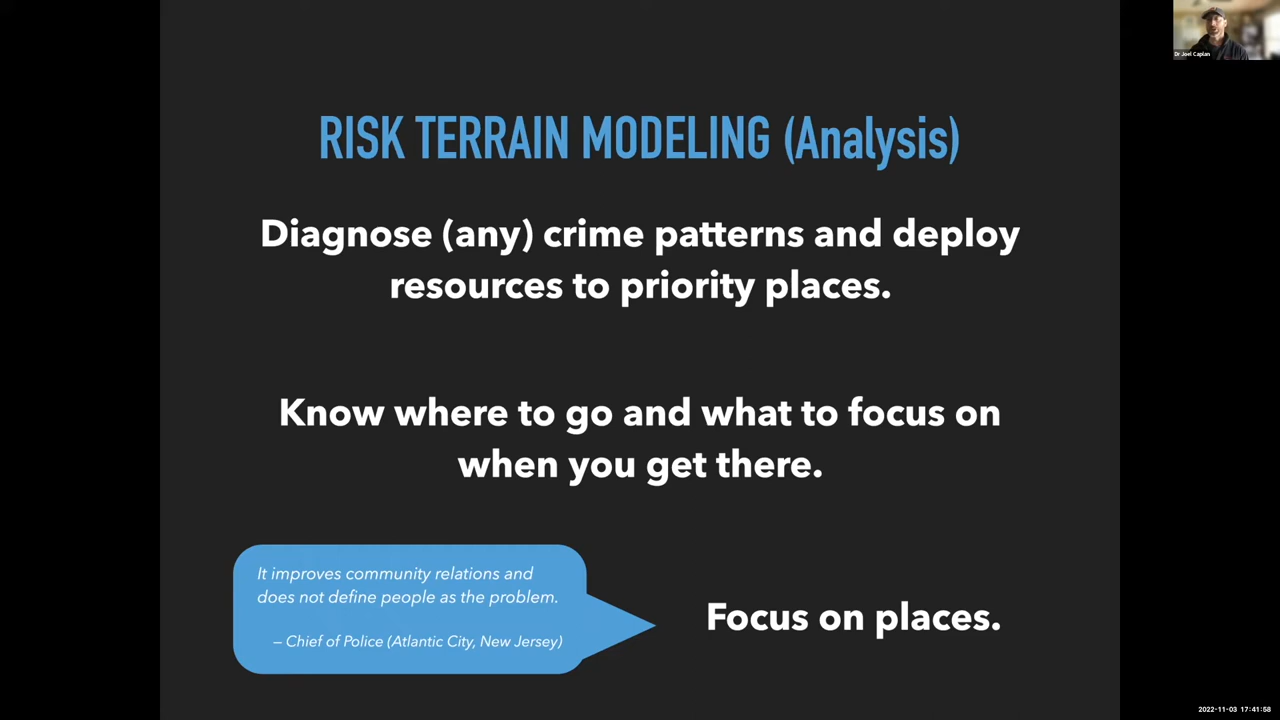 Dr Joel Caplan
RISK TERRAIN MODELING (Analysis)
Diagnose (any) crime patterns and deploy
resources to priority places.
Know where to go and what to focus on
when you get there.
It improves community relations and
does not define people as the problem.
– Chief of Police (Atlantic City, New Jersey)
Focus on places.
2022-11-03 17:41:58